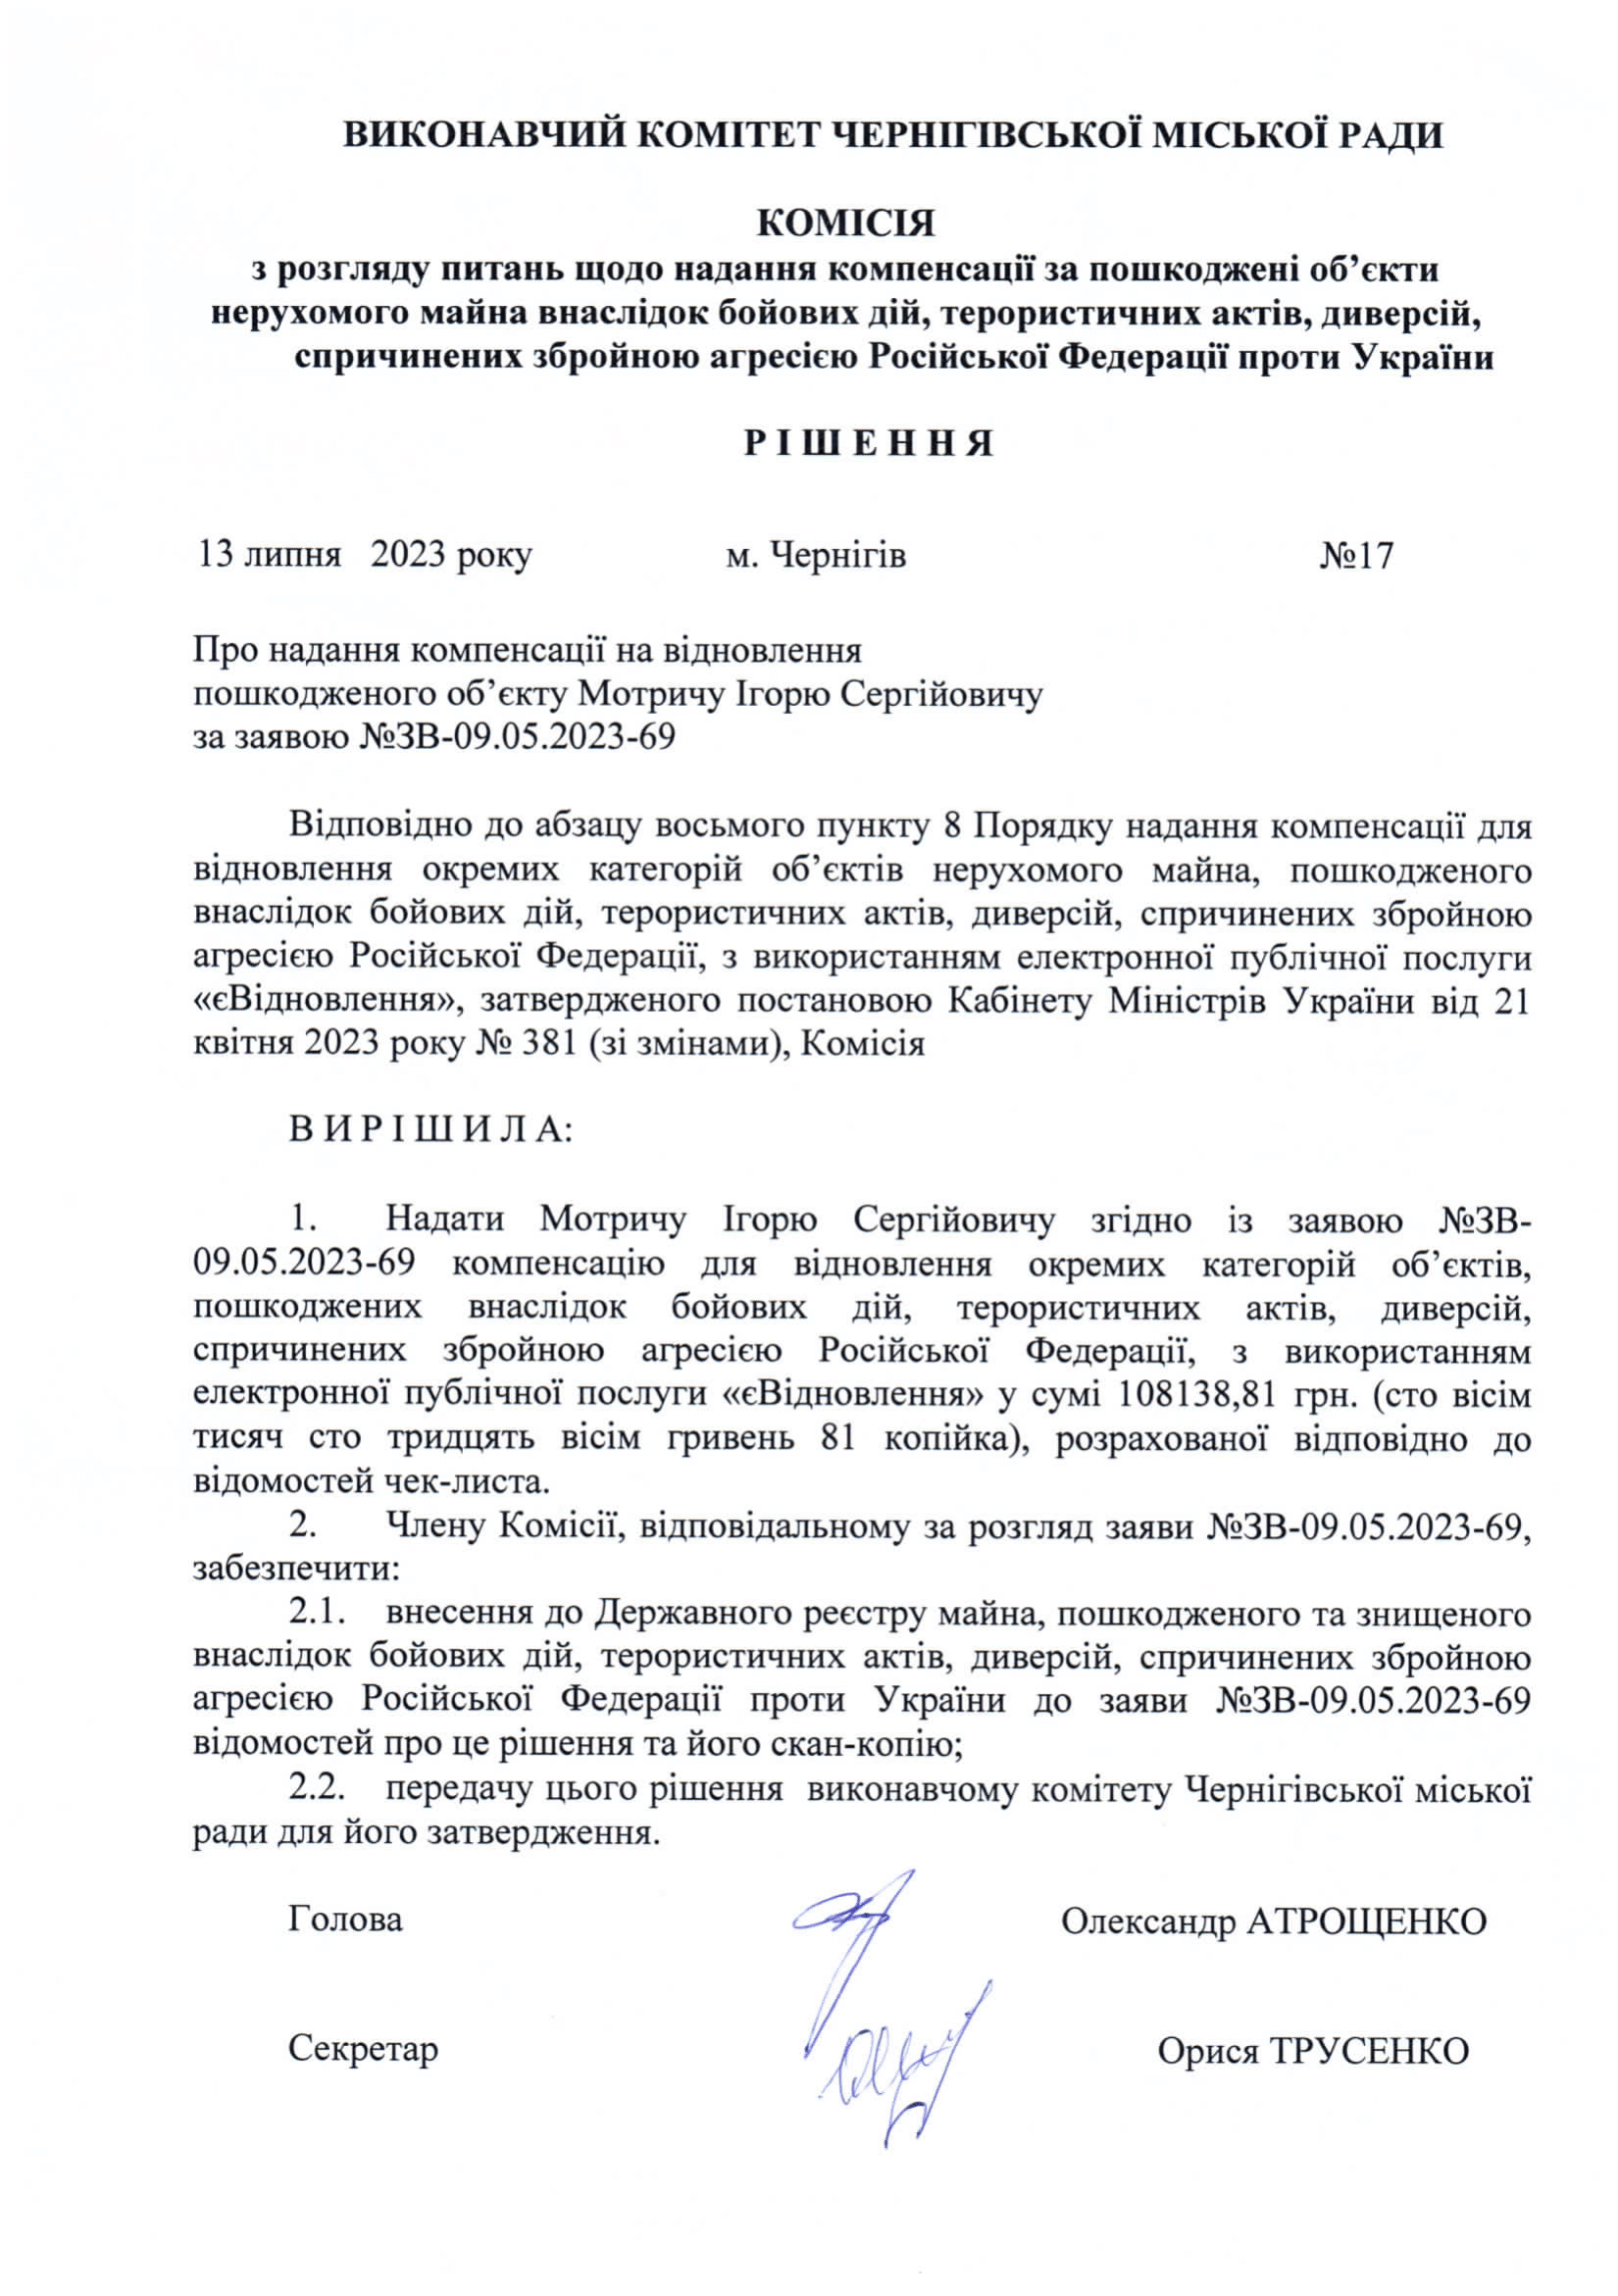 ВИКОНАВЧИЙ КОМІТЕТ ЧЕРНІГІВСЬКОЇ МІСЬКОЇ РАДИ
КОМІСІЯ
з розгляду питань щодо надання компенсації за пошкоджені об’єкти
нерухомого майна внаслідок бойових дій, терористичних актів, диверсій,
спричинених збройною агресією Російської Федерації проти України
Р І Ш Е Н Н Я
13 липня 2023 року м. Чернігів №17
Про надання компенсації на відновлення
пошкодженого об’єкту Мотричу Ігорю Сергійовичу
за заявою №ЗВ-09.05.2023-69
Відповідно до абзацу восьмого пункту 8 Порядку надання компенсації для
відновлення окремих категорій об’єктів нерухомого майна, пошкодженого
внаслідок бойових дій, терористичних актів, диверсій, спричинених збройною
агресією Російської Федерації, з використанням електронної публічної послуги
«єВідновлення», затвердженого постановою Кабінету Міністрів України від 21
квітня 2023 року № 381 (зі змінами), Комісія
В И Р І Ш И Л А:
1. Надати Мотричу Ігорю Сергійовичу згідно із заявою №ЗВ-
09.05.2023-69 компенсацію для відновлення окремих категорій об’єктів,
пошкоджених внаслідок бойових дій, терористичних актів, диверсій,
спричинених збройною агресією Російської Федерації, з використанням
електронної публічної послуги «єВідновлення» у сумі 108138,81 грн. (сто вісім
тисяч сто тридцять вісім гривень 81 копійка), розрахованої відповідно до
відомостей чек-листа.
2. Члену Комісії, відповідальному за розгляд заяви №ЗВ-09.05.2023-69,
забезпечити:
2.1. внесення до Державного реєстру майна, пошкодженого та знищеного
внаслідок бойових дій, терористичних актів, диверсій, спричинених збройною
агресією Російської Федерації проти України до заяви №ЗВ-09.05.2023-69
відомостей про це рішення та його скан-копію;
2.2. передачу цього рішення виконавчому комітету Чернігівської міської
ради для його затвердження.
Голова Олександр АТРОЩЕНКО
Секретар Орися ТРУСЕНКО